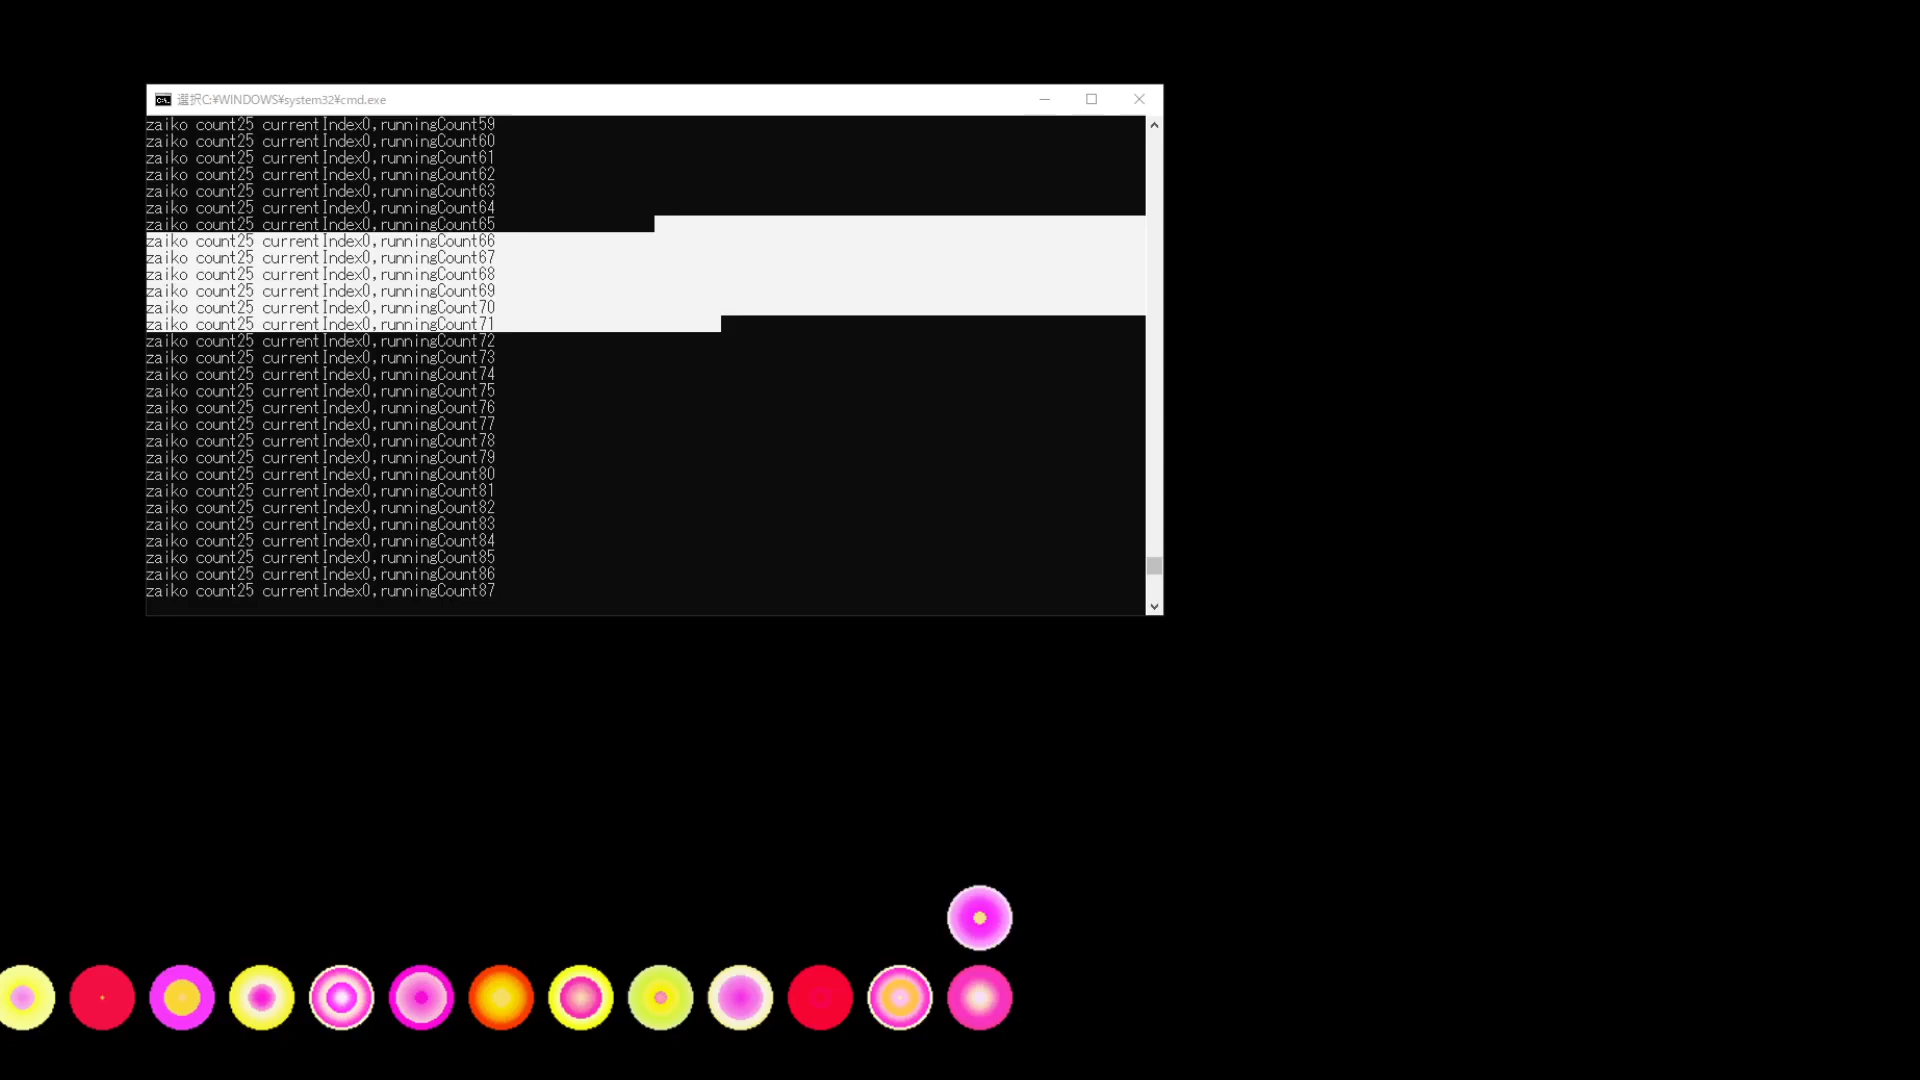 選択C:¥WINDOWS¥system32¥cmd.exe
zaiko count25 currentIndex0,runningCount59
zaiko count25 currentIndex0,runningCount60
zaiko count25 currentIndex0,runningCount61
zaiko count25 currentIndex0,runningCount62
zaiko count25 currentIndex0,runningCount63
zaiko count25 currentIndex0,runningCount64
zaiko count25 currentIndex0,runningCount65
zaiko count25 currentIndex0,runningCount66
zaiko count25 currentIndex0,runningCount67
zaiko count25 currentIndex0,runningCount68
zaiko count25 currentIndex0,runningCount69
zaiko count25 currentIndex0,runningCount70
zaiko count25 currentIndex0,runningCount71
zaiko count25 currentIndex0,runningCount72
zaiko count25 currentIndex0,runningCount73
zaiko count25 currentIndex0,runningCount74
zaiko count25 currentIndex0,runningCount75
zaiko count25 currentIndex0,runningCount76
zaiko count25 currentIndex0,runningCount77
zaiko count25 currentIndex0,runningCount78
zaiko count25 currentIndex0,runningCount79
zaiko count25 currentIndex0,runningCount80
zaiko count25 currentIndex0,runningCount81
zaiko count25 currentIndex0,runningCount82
zaiko count25 currentIndex0,runningCount83
zaiko count25 currentIndex0,runningCount84
zaiko count25 currentIndex0,runningCount85
zaiko count25 currentIndex0,runningCount86
zaiko count25 currentIndex0,runningCount87